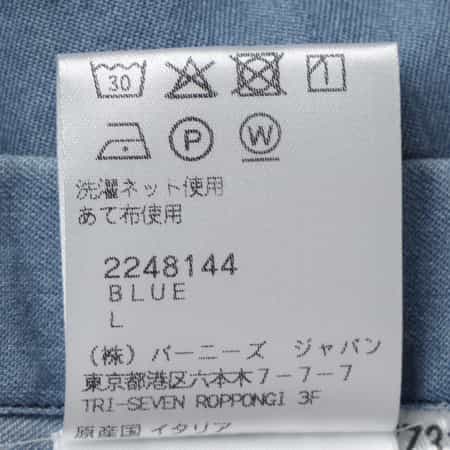 30
P W
洗濯ネット使用
あて布使用
2248144
BLUE
L
(株) バーニーズ ジャパン
東京都港区六本木7-7-7
TRI-SEVEN ROPPONGI 3F
原産国 イタリア